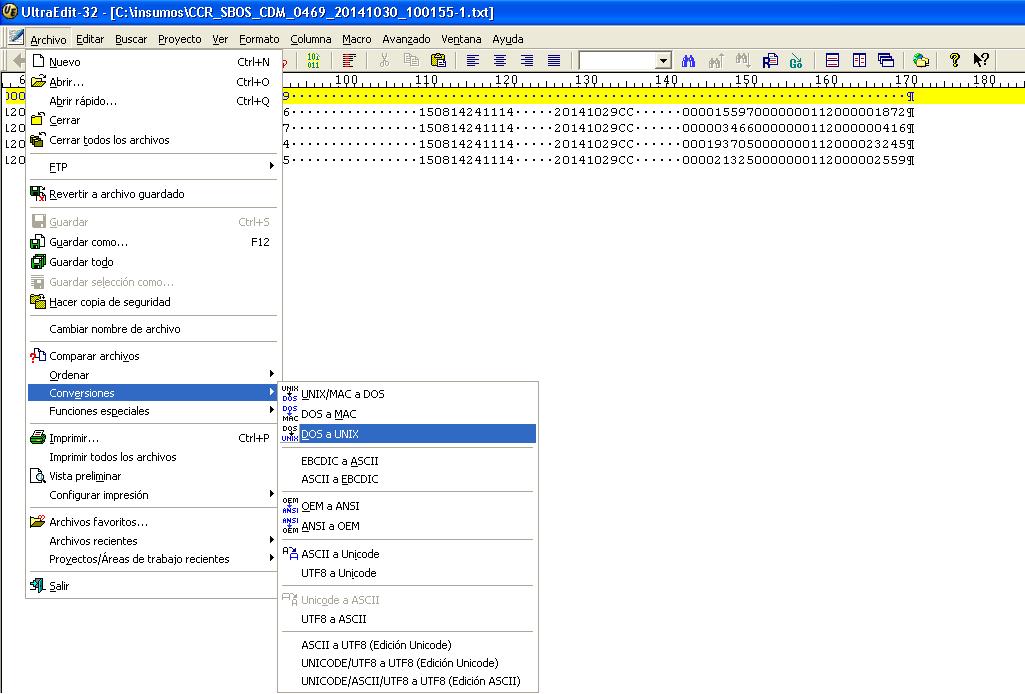 UltraEdit-32 - [C:\insumos\CCR_SBOS_CDM_0469_20141030_100155-1.txt]
Archivo Editar Buscar Proyecto Ver Formato Columna Macro Avanzado Ventana Ayuda
100 110 120 130 140 150 160 170 180
9·····¶
6·····150814241114·····20141029CC······00001559700000001120000001872¶
7·····150814241114·····20141029CC······
4·····150814241114·····20141029CC······
5·····150814241114·····20141029CC······
Nuevo Ctrl+N
Abrir... Ctrl+O
Abrir rápido... Ctrl+Q
Cerrar
Cerrar todos los archivos
FTP
Revertir a archivo guardado
Guardar Ctrl+S
Guardar como... F12
Guardar todo
Guardar selección como...
Hacer copia de seguridad
Cambiar nombre de archivo
Comparar archivos
Ordenar
Conversiones
Funciones especiales
Imprimir... Ctrl+P
Imprimir todos los archivos
Vista preliminar
Configurar impresión
Archivos favoritos...
Archivos recientes
Proyectos/Áreas de trabajo recientes
Salir
UNIX/MAC a DOS
DOS a MAC
DOS a UNIX
EBCDIC a ASCII
ASCII a EBCDIC
OEM a ANSI
ANSI a OEM
ASCII a Unicode
UTF8 a Unicode
Unicode a ASCII
UTF8 a ASCII
ASCII a UTF8 (Edición Unicode)
UNICODE/UTF8 a UTF8 (Edición Unicode)
UNICODE/ASCII/UTF8 a UTF8 (Edición ASCII)